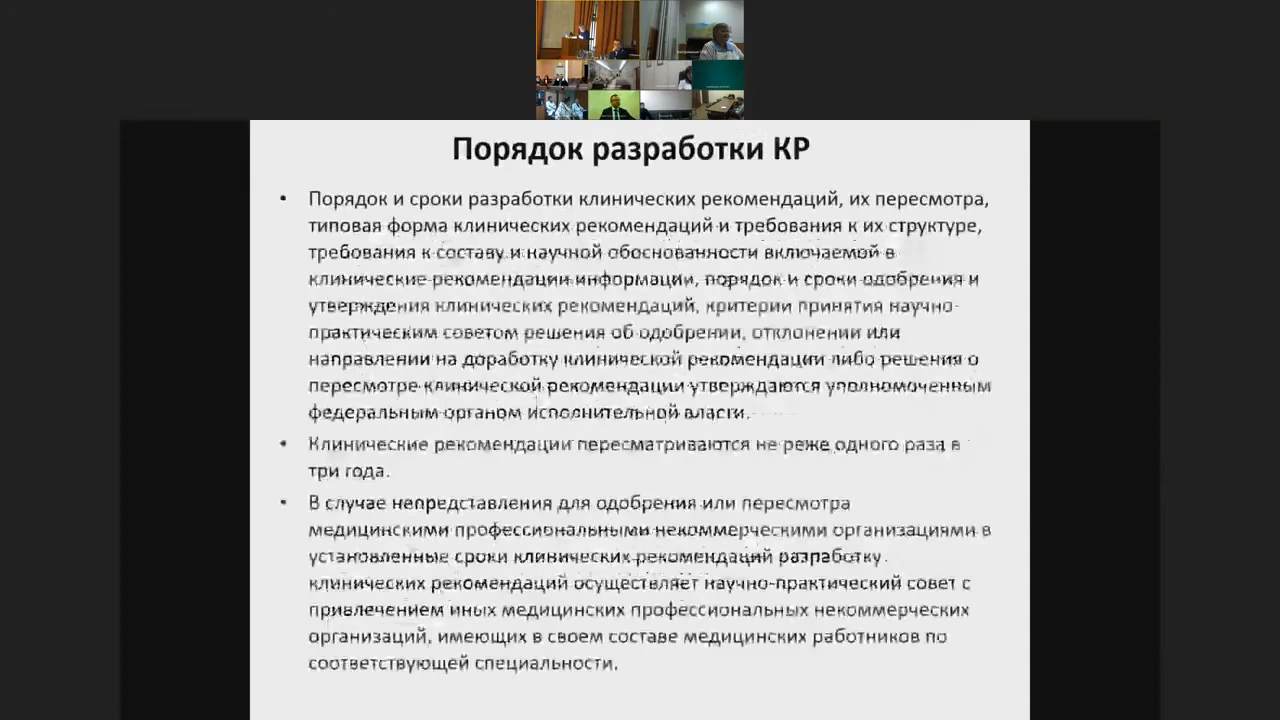 Порядок разработки КР
• Порядок и сроки разработки клинических рекомендаций, их пересмотра,
типовая форма клинических рекомендаций и требования к их структуре,
требования к составу и научной обоснованности включаемой в
клинические рекомендации информации, порядок и сроки одобрения и
утверждения клинических рекомендаций, критерии принятия научно-
практическим советом решения об одобрении, отклонении или
направлении на доработку клинической рекомендации либо решения о
пересмотре клинической рекомендации утверждаются уполномоченным
федеральным органом исполнительной власти.
• Клинические рекомендации пересматриваются не реже одного раза в
три года.
• В случае непредставления для одобрения или пересмотра
медицинскими профессиональными некоммерческими организациями в
установленные сроки клинических рекомендаций разработку
клинических рекомендаций осуществляет научно-практический совет с
привлечением иных медицинских профессиональных некоммерческих
организаций, имеющих в своем составе медицинских работников по
соответствующей специальности.